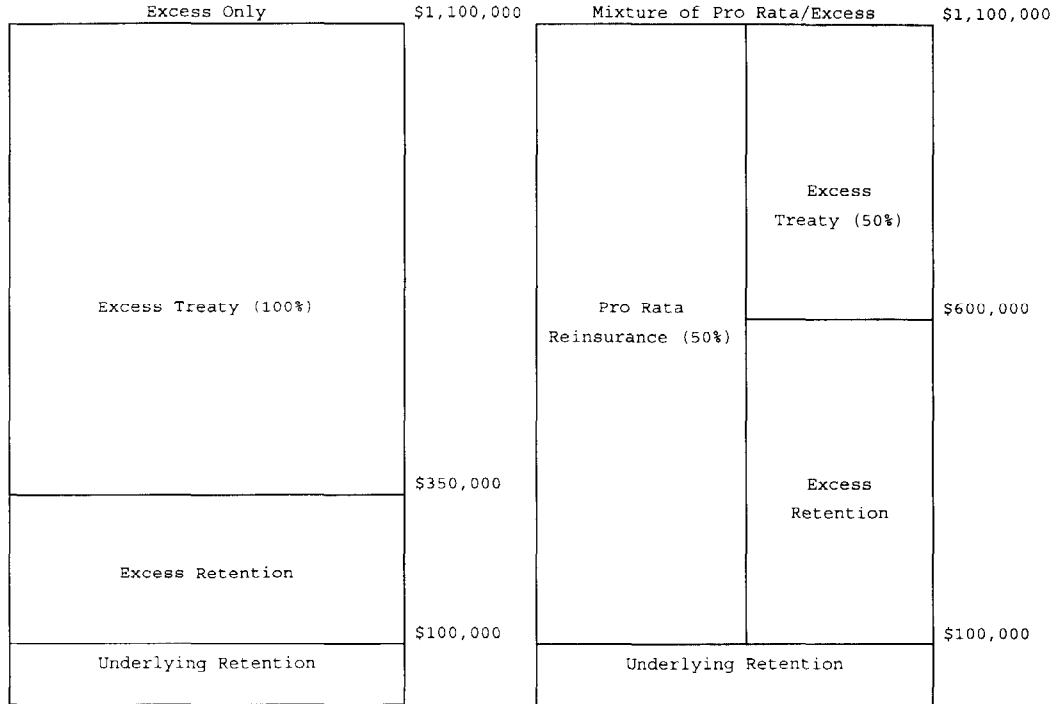 Excess Only
$1,100,000
Excess Treaty (100%)
$350,000
Excess Retention
$100,000
Underlying Retention
Mixture of Pro Rata/Excess
$1,100,000
Excess
Treaty (50%)
Pro Rata
Reinsurance (50%)
$600,000
Excess
Retention
$100,000
Underlying Retention